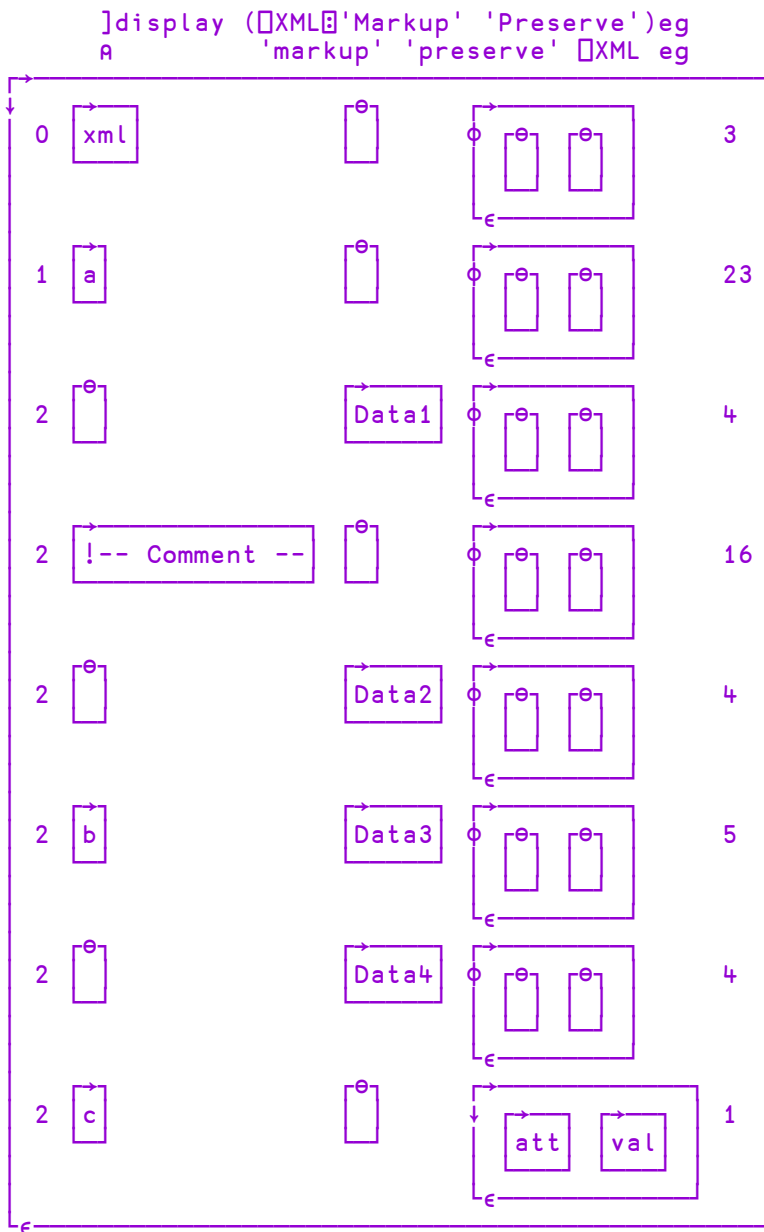 ]display (⎕XML⍠'Markup' 'Preserve')eg
⍝ 'markup' 'preserve' ⎕XML eg
0 xml 3
1 a 23
2 Data1 4
2 !-- Comment -- 16
2 Data2 4
2 b Data3 5
2 Data4 4
2 c att val 1